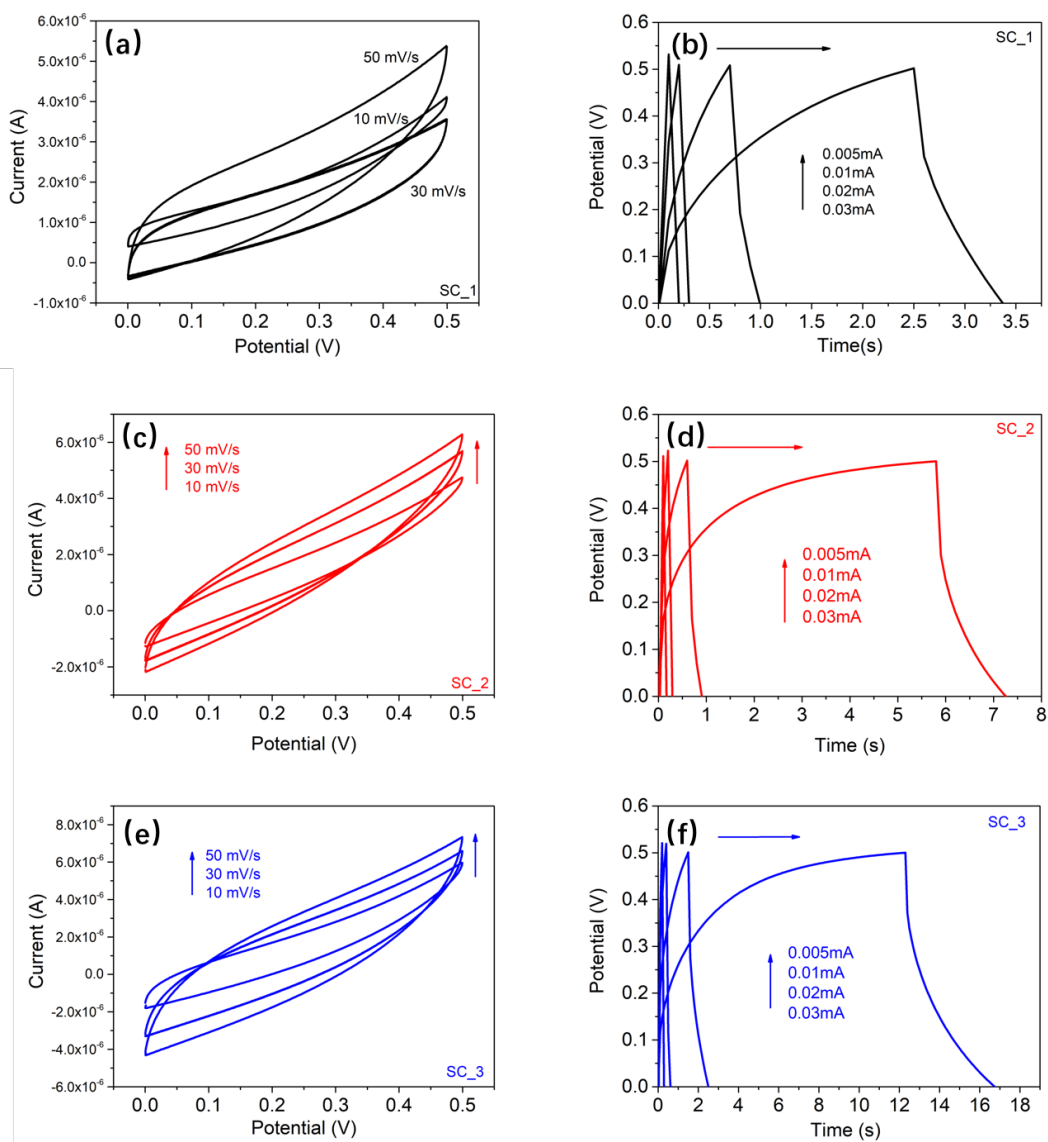 (a)
6.0x10⁻⁶
5.0x10⁻⁶
4.0x10⁻⁶
3.0x10⁻⁶
2.0x10⁻⁶
1.0x10⁻⁶
0.0
-1.0x10⁻⁶
Current (A)
50 mV/s
10 mV/s
30 mV/s
SC_1
0.0 0.1 0.2 0.3 0.4 0.5
Potential (V)
(b)
SC_1
0.6
0.5
0.4
0.3
0.2
0.1
0.0
Potential (V)
0.005mA
0.01mA
0.02mA
0.03mA
0.0 0.5 1.0 1.5 2.0 2.5 3.0 3.5
Time(s)
(c)
6.0x10⁻⁶
4.0x10⁻⁶
2.0x10⁻⁶
0.0
-2.0x10⁻⁶
Current (A)
50 mV/s
30 mV/s
10 mV/s
SC_2
0.0 0.1 0.2 0.3 0.4 0.5
Potential (V)
(d)
SC_2
0.6
0.5
0.4
0.3
0.2
0.1
0.0
Potential (V)
0.005mA
0.01mA
0.02mA
0.03mA
0 1 2 3 4 5 6 7 8
Time (s)
(e)
8.0x10⁻⁶
6.0x10⁻⁶
4.0x10⁻⁶
2.0x10⁻⁶
0.0
-2.0x10⁻⁶
-4.0x10⁻⁶
-6.0x10⁻⁶
Current (A)
50 mV/s
30 mV/s
10 mV/s
SC_3
0.0 0.1 0.2 0.3 0.4 0.5
Potential (V)
(f)
SC_3
0.6
0.5
0.4
0.3
0.2
0.1
0.0
Potential (V)
0.005mA
0.01mA
0.02mA
0.03mA
0 2 4 6 8 10 12 14 16 18
Time (s)